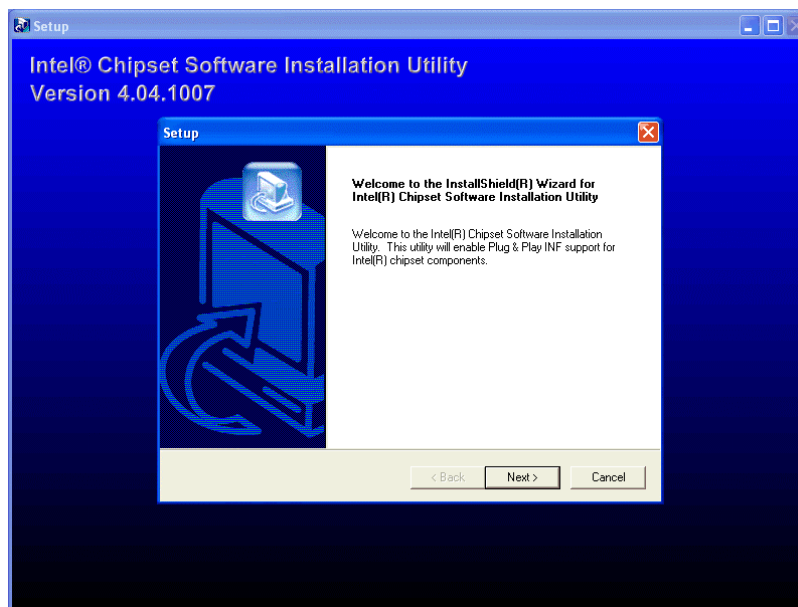 Setup
Intel® Chipset Software Installation Utility
Version 4.04.1007
Setup
Welcome to the InstallShield(R) Wizard for
Intel(R) Chipset Software Installation Utility
Welcome to the Intel(R) Chipset Software Installation
Utility. This utility will enable Plug & Play INF support for
Intel(R) chipset components.
< Back Next > Cancel